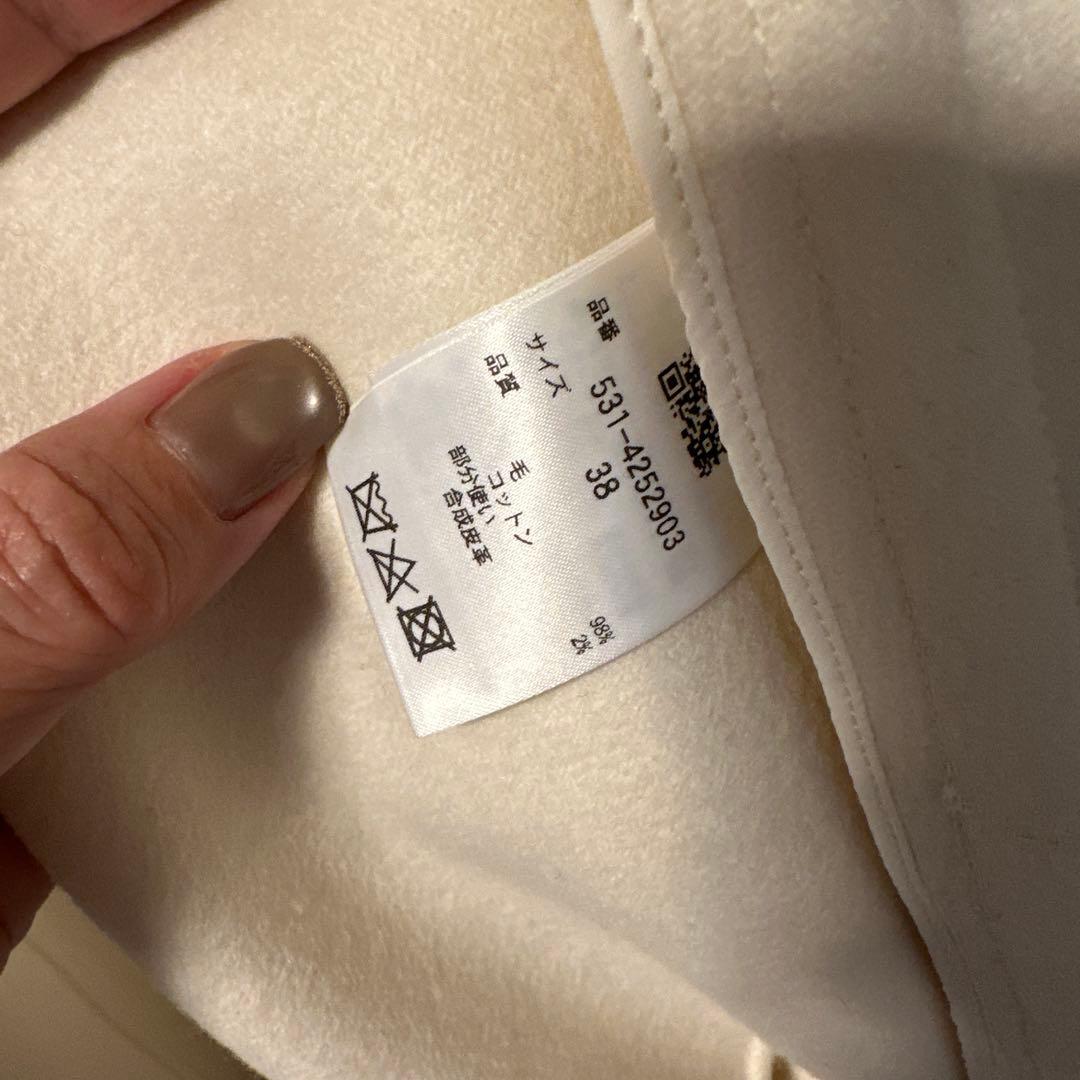 品番 531-4252903
サイズ 38
品質
毛 98%
コットン 2%
部分使い
合成皮革